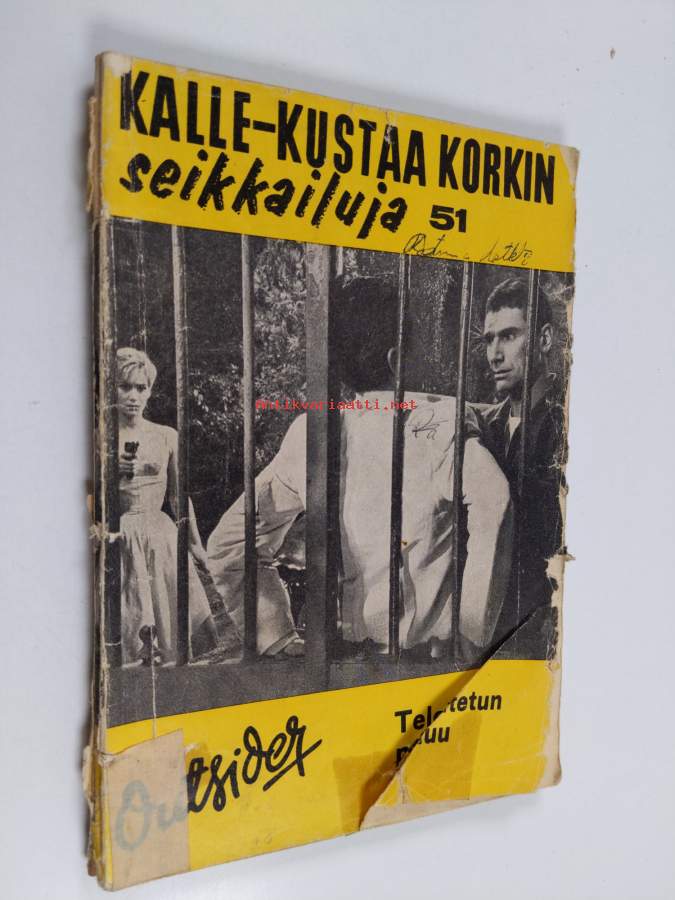 KALLE-KUSTAA KORKIN
seikkailuja 51
Antikvariaatti.net
Outsider